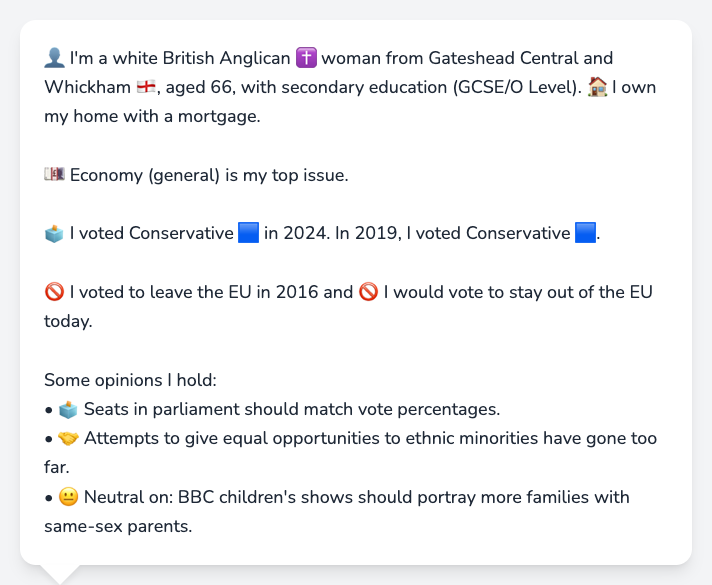 👤 I'm a white British Anglican ✝️ woman from Gateshead Central and
Whickham 🏴󠁧󠁢󠁥󠁮󠁧󠁿, aged 66, with secondary education (GCSE/O Level). 🏠 I own
my home with a mortgage.
💷 Economy (general) is my top issue.
🗳️ I voted Conservative 🟦 in 2024. In 2019, I voted Conservative 🟦.
🚫 I voted to leave the EU in 2016 and 🚫 I would vote to stay out of the EU
today.
Some opinions I hold:
• 🗳️ Seats in parliament should match vote percentages.
• 🤝 Attempts to give equal opportunities to ethnic minorities have gone too
far.
• 😐 Neutral on: BBC children's shows should portray more families with
same-sex parents.